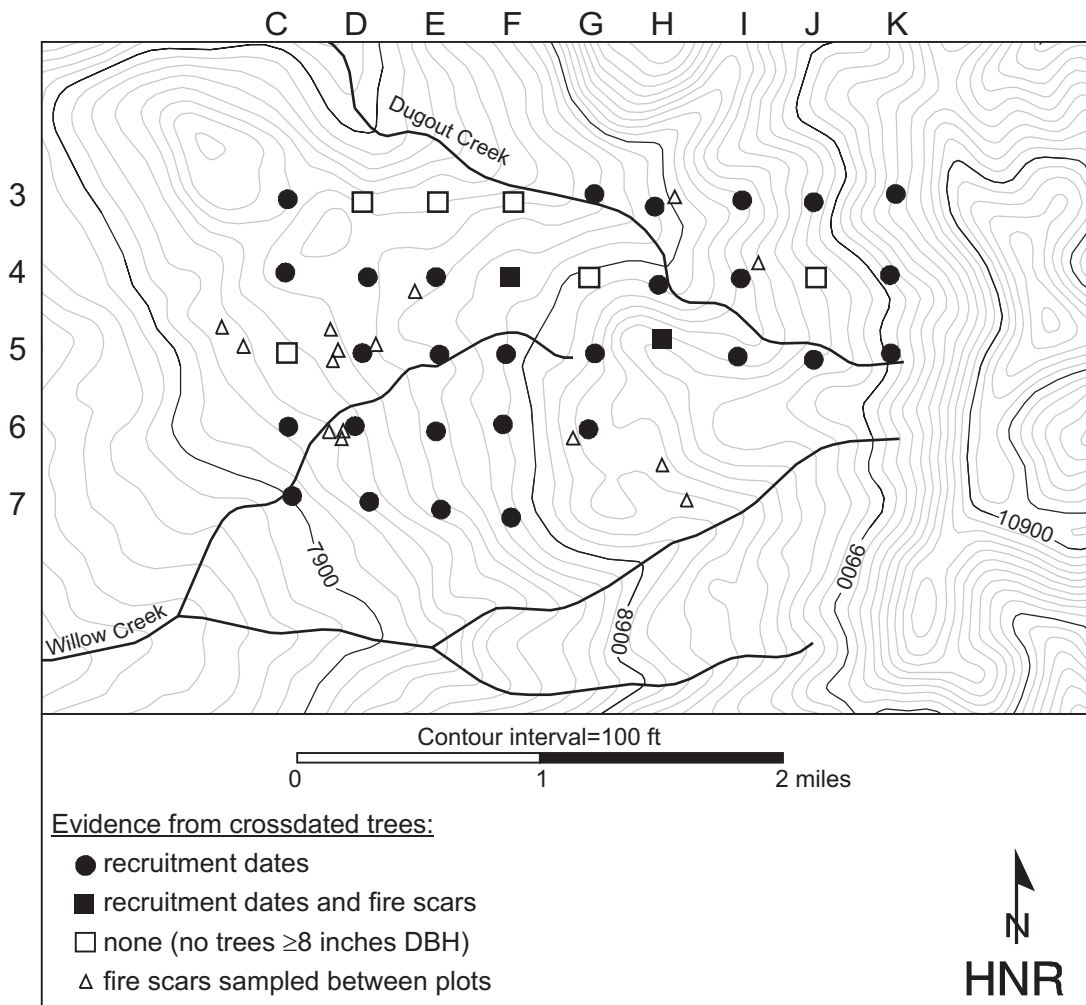 C D E F G H I J K
Dugout Creek
3
4
5
6
7
7900
8900
9900
10900
Willow Creek
Contour interval=100 ft
0 1 2 miles
Evidence from crossdated trees:
recruitment dates
recruitment dates and fire scars
none (no trees ≥8 inches DBH)
fire scars sampled between plots
N
HNR